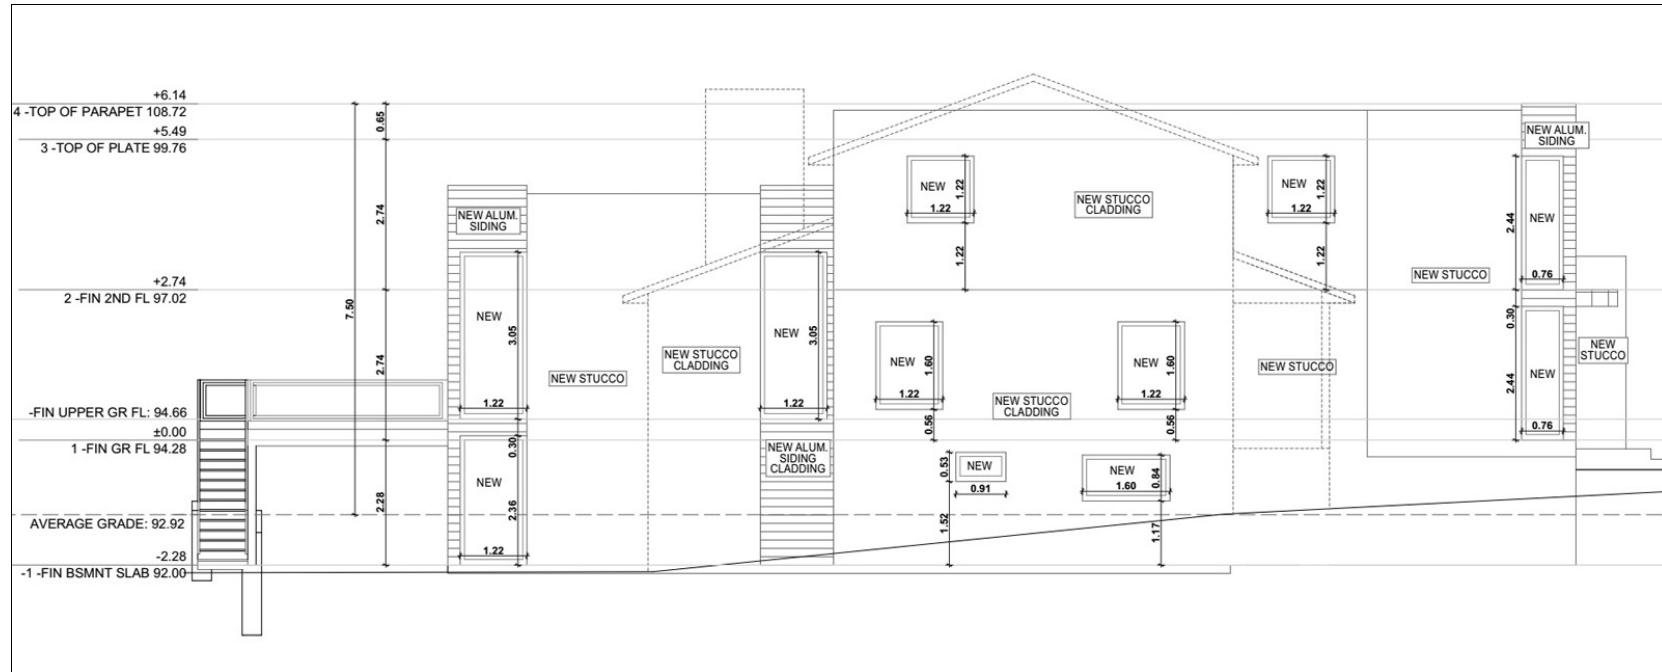 +6.14
4 -TOP OF PARAPET 108.72
+5.49
3 -TOP OF PLATE 99.76
+2.74
2 -FIN 2ND FL 97.02
-FIN UPPER GR FL: 94.66
±0.00
1 -FIN GR FL 94.28
AVERAGE GRADE: 92.92
-2.28
-1 -FIN BSMNT SLAB 92.00
7.50
0.65
2.74
2.74
2.28
NEW ALUM.
SIDING
NEW
3.05
1.22
0.30
NEW
2.36
1.22
NEW STUCCO
NEW STUCCO
CLADDING
NEW
3.05
1.22
NEW ALUM.
SIDING
CLADDING
NEW
1.22
1.22
1.22
NEW STUCCO
CLADDING
NEW
1.22
1.22
1.22
NEW
1.60
1.22
0.56
NEW STUCCO
CLADDING
NEW
1.60
1.22
0.56
NEW
0.53
0.91
1.52
NEW
0.84
1.60
1.17
NEW STUCCO
NEW STUCCO
NEW ALUM.
SIDING
NEW
2.44
0.76
0.30
NEW
2.44
0.76
NEW
STUCCO